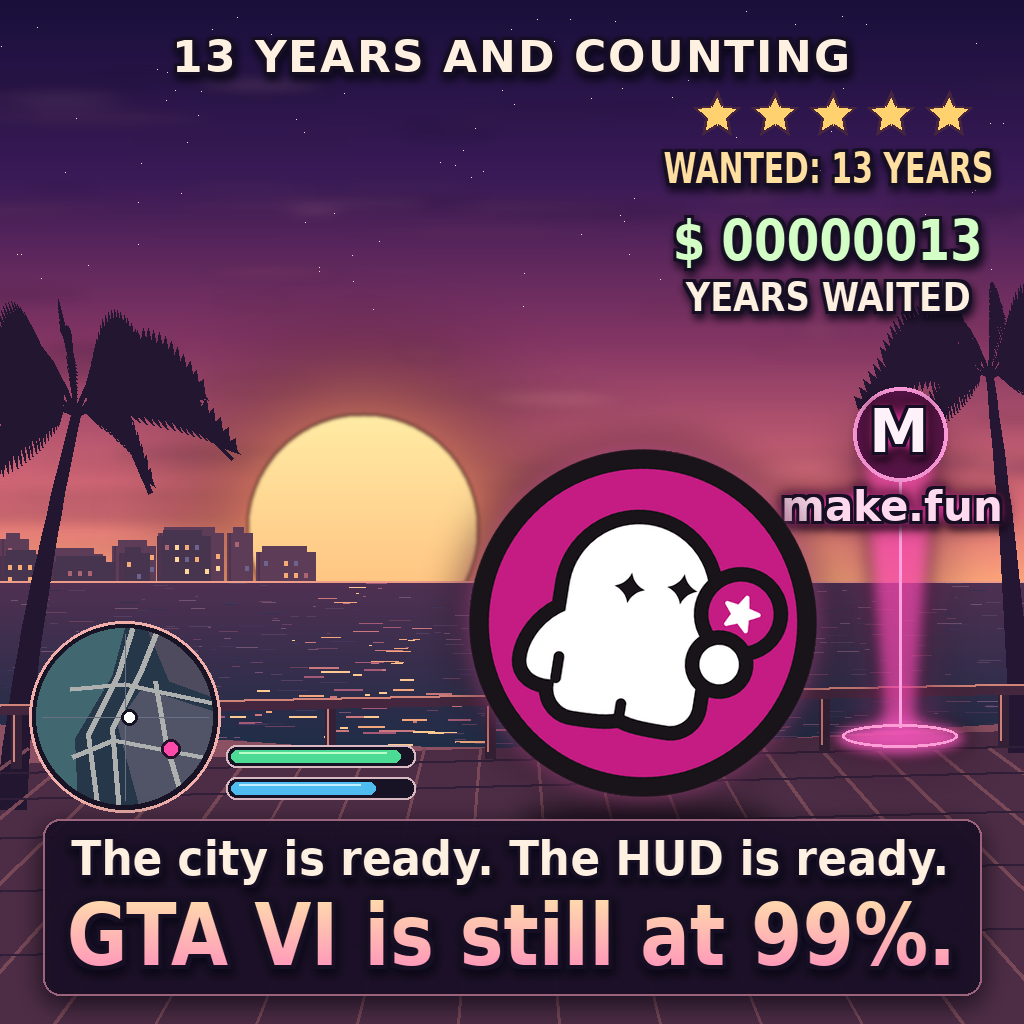 13 YEARS AND COUNTING
WANTED: 13 YEARS
$ 00000013
YEARS WAITED
M
make.fun
The city is ready. The HUD is ready.
GTA VI is still at 99%.